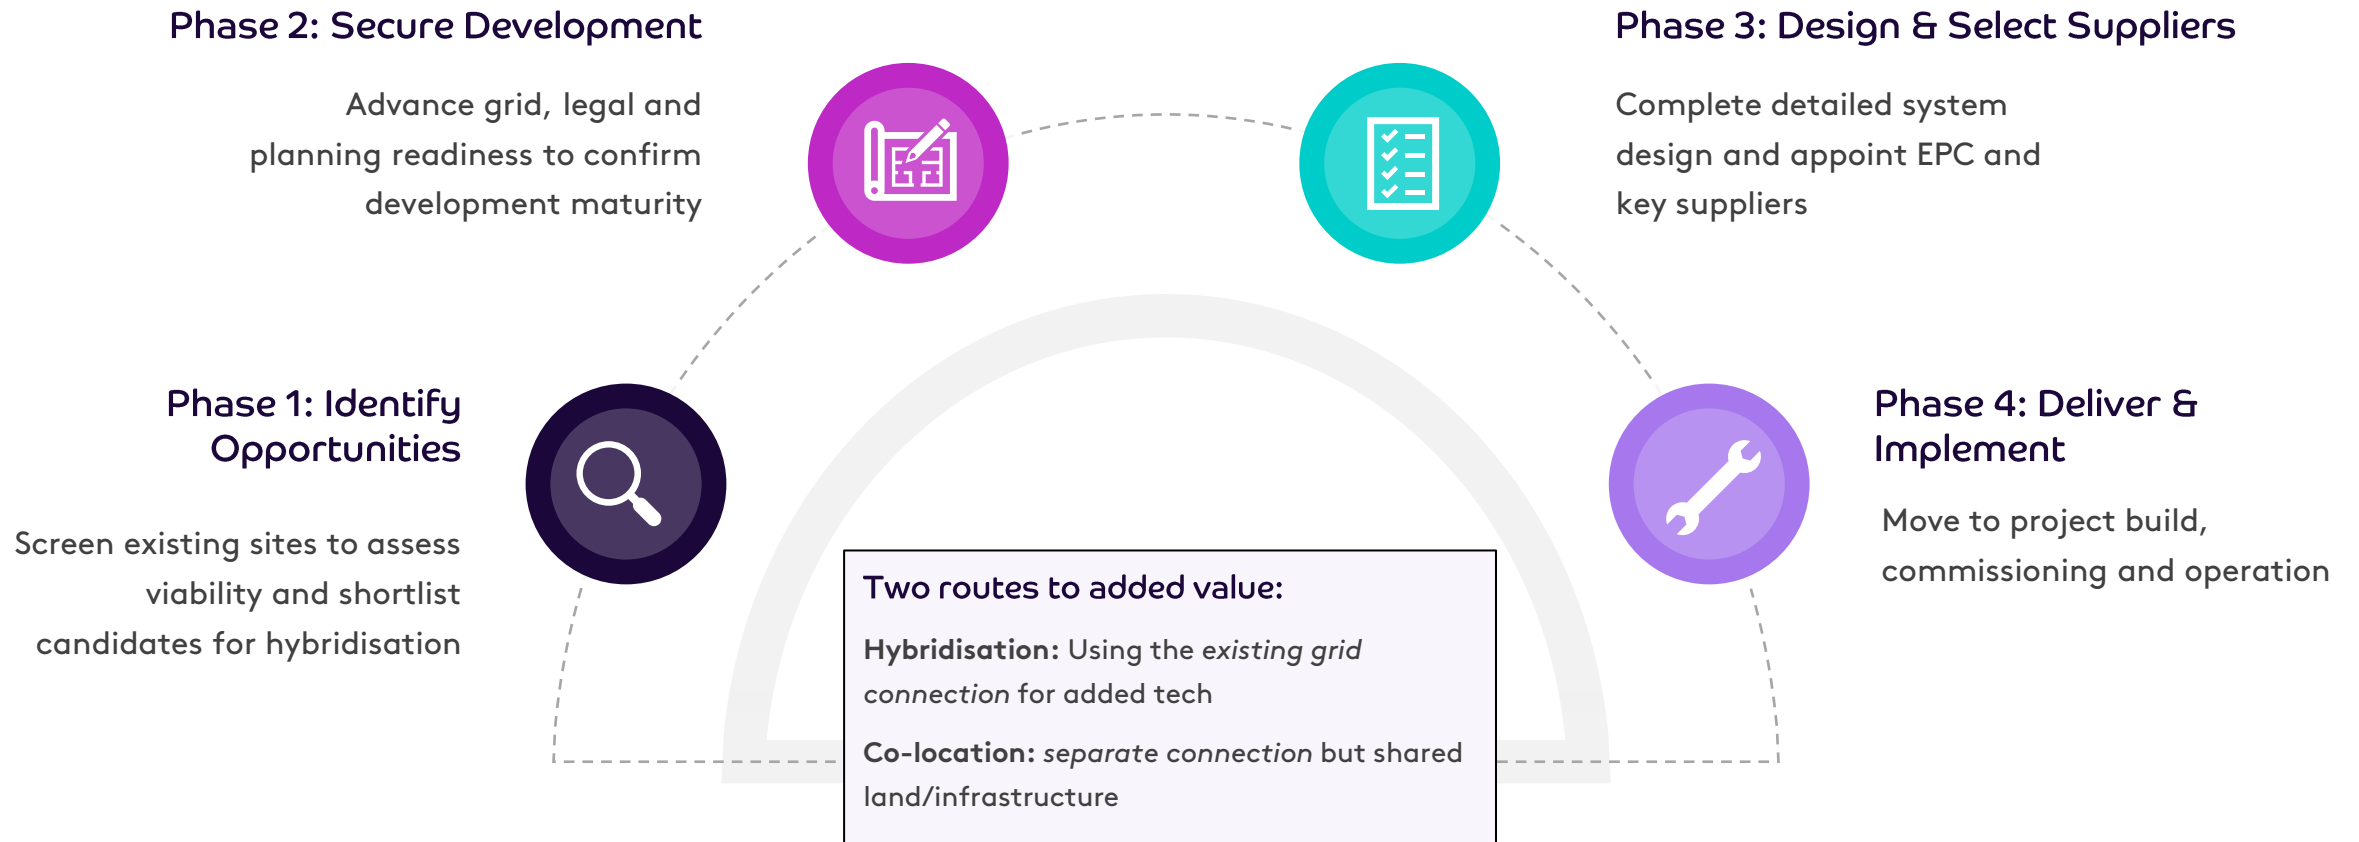 Phase 1: Identify
Opportunities
Screen existing sites to assess
viability and shortlist
candidates for hybridisation
Phase 2: Secure Development
Advance grid, legal and
planning readiness to confirm
development maturity
Phase 3: Design & Select Suppliers
Complete detailed system
design and appoint EPC and
key suppliers
Phase 4: Deliver &
Implement
Move to project build,
commissioning and operation
Two routes to added value:
Hybridisation: Using the existing grid
connection for added tech
Co-location: separate connection but shared
land/infrastructure